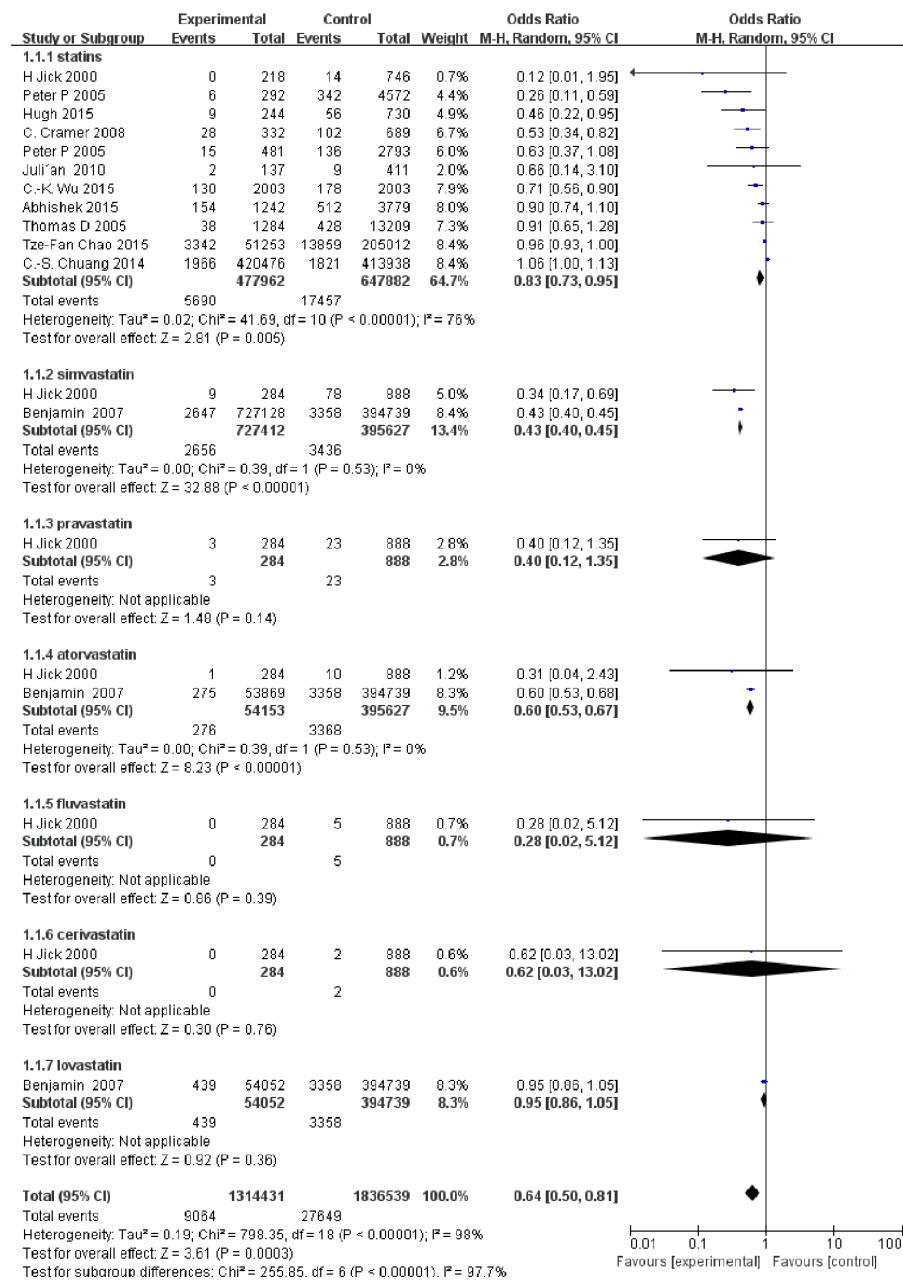 Experimental Control Odds Ratio Odds Ratio
Study or Subgroup Events Total Events Total Weight M-H, Random, 95% CI M-H, Random, 95% CI
1.1.1 statins
H Jick 2000 0 218 14 746 0.7% 0.12 [0.01, 1.95]
Peter P 2005 6 292 342 4572 4.4% 0.26 [0.11, 0.59]
Hugh 2015 9 244 56 730 4.9% 0.46 [0.22, 0.95]
C. Cramer 2008 28 332 102 689 6.7% 0.53 [0.34, 0.82]
Peter P 2005 15 481 136 2793 6.0% 0.63 [0.37, 1.08]
Juli´an 2010 2 137 9 411 2.0% 0.66 [0.14, 3.10]
C.-K. Wu 2015 130 2003 178 2003 7.9% 0.71 [0.56, 0.90]
Abhishek 2015 154 1242 512 3779 8.0% 0.90 [0.74, 1.10]
Thomas D 2005 38 1284 428 13209 7.3% 0.91 [0.65, 1.28]
Tze-Fan Chao 2015 3342 51253 13859 205012 8.4% 0.96 [0.93, 1.00]
C.-S. Chuang 2014 1966 420476 1821 413938 8.4% 1.06 [1.00, 1.13]
Subtotal (95% CI) 477962 647882 64.7% 0.83 [0.73, 0.95]
Total events 5690 17457
Heterogeneity: Tau² = 0.02; Chi² = 41.69, df = 10 (P < 0.00001); I² = 76%
Test for overall effect: Z = 2.81 (P = 0.005)
1.1.2 simvastatin
H Jick 2000 9 284 78 888 5.0% 0.34 [0.17, 0.69]
Benjamin 2007 2647 727128 3358 394739 8.4% 0.43 [0.40, 0.45]
Subtotal (95% CI) 727412 395627 13.4% 0.43 [0.40, 0.45]
Total events 2656 3436
Heterogeneity: Tau² = 0.00; Chi² = 0.39, df = 1 (P = 0.53); I² = 0%
Test for overall effect: Z = 32.88 (P < 0.00001)
1.1.3 pravastatin
H Jick 2000 3 284 23 888 2.8% 0.40 [0.12, 1.35]
Subtotal (95% CI) 284 888 2.8% 0.40 [0.12, 1.35]
Total events 3 23
Heterogeneity: Not applicable
Test for overall effect: Z = 1.48 (P = 0.14)
1.1.4 atorvastatin
H Jick 2000 1 284 10 888 1.2% 0.31 [0.04, 2.43]
Benjamin 2007 275 53869 3358 394739 8.3% 0.60 [0.53, 0.68]
Subtotal (95% CI) 54153 395627 9.5% 0.60 [0.53, 0.67]
Total events 276 3368
Heterogeneity: Tau² = 0.00; Chi² = 0.39, df = 1 (P = 0.53); I² = 0%
Test for overall effect: Z = 8.23 (P < 0.00001)
1.1.5 fluvastatin
H Jick 2000 0 284 5 888 0.7% 0.28 [0.02, 5.12]
Subtotal (95% CI) 284 888 0.7% 0.28 [0.02, 5.12]
Total events 0 5
Heterogeneity: Not applicable
Test for overall effect: Z = 0.86 (P = 0.39)
1.1.6 cerivastatin
H Jick 2000 0 284 2 888 0.6% 0.62 [0.03, 13.02]
Subtotal (95% CI) 284 888 0.6% 0.62 [0.03, 13.02]
Total events 0 2
Heterogeneity: Not applicable
Test for overall effect: Z = 0.30 (P = 0.76)
1.1.7 lovastatin
Benjamin 2007 439 54052 3358 394739 8.3% 0.95 [0.86, 1.05]
Subtotal (95% CI) 54052 394739 8.3% 0.95 [0.86, 1.05]
Total events 439 3358
Heterogeneity: Not applicable
Test for overall effect: Z = 0.92 (P = 0.36)
Total (95% CI) 1314431 1836539 100.0% 0.64 [0.50, 0.81]
Total events 9064 27649
Heterogeneity: Tau² = 0.19; Chi² = 798.35, df = 18 (P < 0.00001); I² = 98%
Test for overall effect: Z = 3.61 (P = 0.0003)
Test for subgroup differences: Chi² = 255.85, df = 6 (P < 0.00001), I² = 97.7%
0.01 0.1 1 10 100
Favours [experimental] Favours [control]